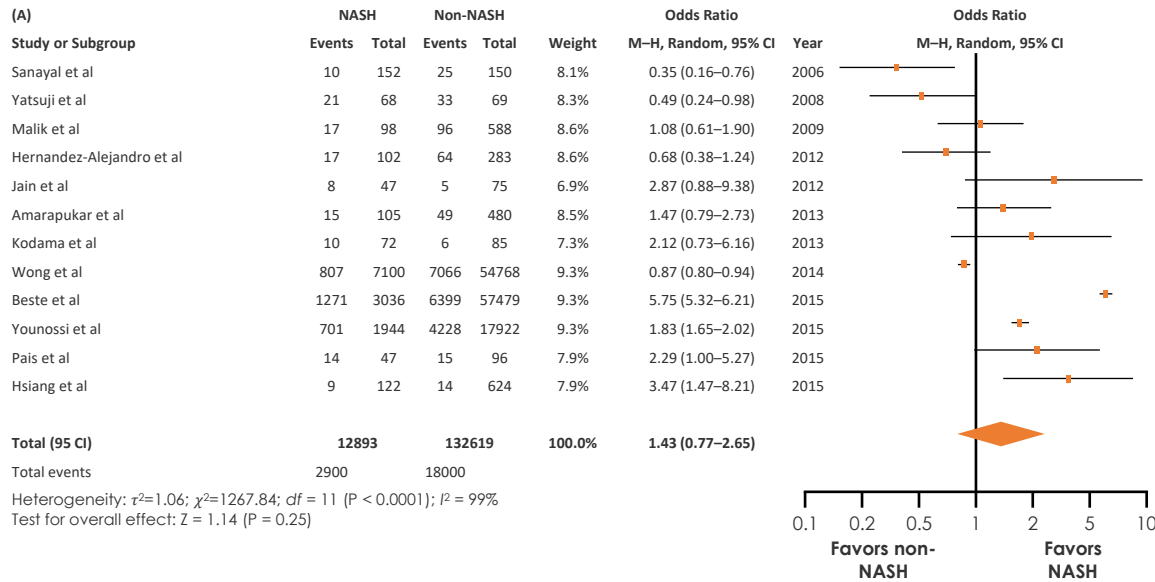 (A) NASH Non-NASH Odds Ratio Odds Ratio
Study or Subgroup Events Total Events Total Weight M–H, Random, 95% CI Year M–H, Random, 95% CI
Sanayal et al 10 152 25 150 8.1% 0.35 (0.16–0.76) 2006
Yatsuji et al 21 68 33 69 8.3% 0.49 (0.24–0.98) 2008
Malik et al 17 98 96 588 8.6% 1.08 (0.61–1.90) 2009
Hernandez-Alejandro et al 17 102 64 283 8.6% 0.68 (0.38–1.24) 2012
Jain et al 8 47 5 75 6.9% 2.87 (0.88–9.38) 2012
Amarapukar et al 15 105 49 480 8.5% 1.47 (0.79–2.73) 2013
Kodama et al 10 72 6 85 7.3% 2.12 (0.73–6.16) 2013
Wong et al 807 7100 7066 54768 9.3% 0.87 (0.80–0.94) 2014
Beste et al 1271 3036 6399 57479 9.3% 5.75 (5.32–6.21) 2015
Younossi et al 701 1944 4228 17922 9.3% 1.83 (1.65–2.02) 2015
Pais et al 14 47 15 96 7.9% 2.29 (1.00–5.27) 2015
Hsiang et al 9 122 14 624 7.9% 3.47 (1.47–8.21) 2015
Total (95 CI) 12893 132619 100.0% 1.43 (0.77–2.65)
Total events 2900 18000
Heterogeneity: τ²=1.06; χ²=1267.84; df = 11 (P < 0.0001); I² = 99%
Test for overall effect: Z = 1.14 (P = 0.25)
0.1 0.2 0.5 1 2 5 10
Favors non- Favors
NASH NASH